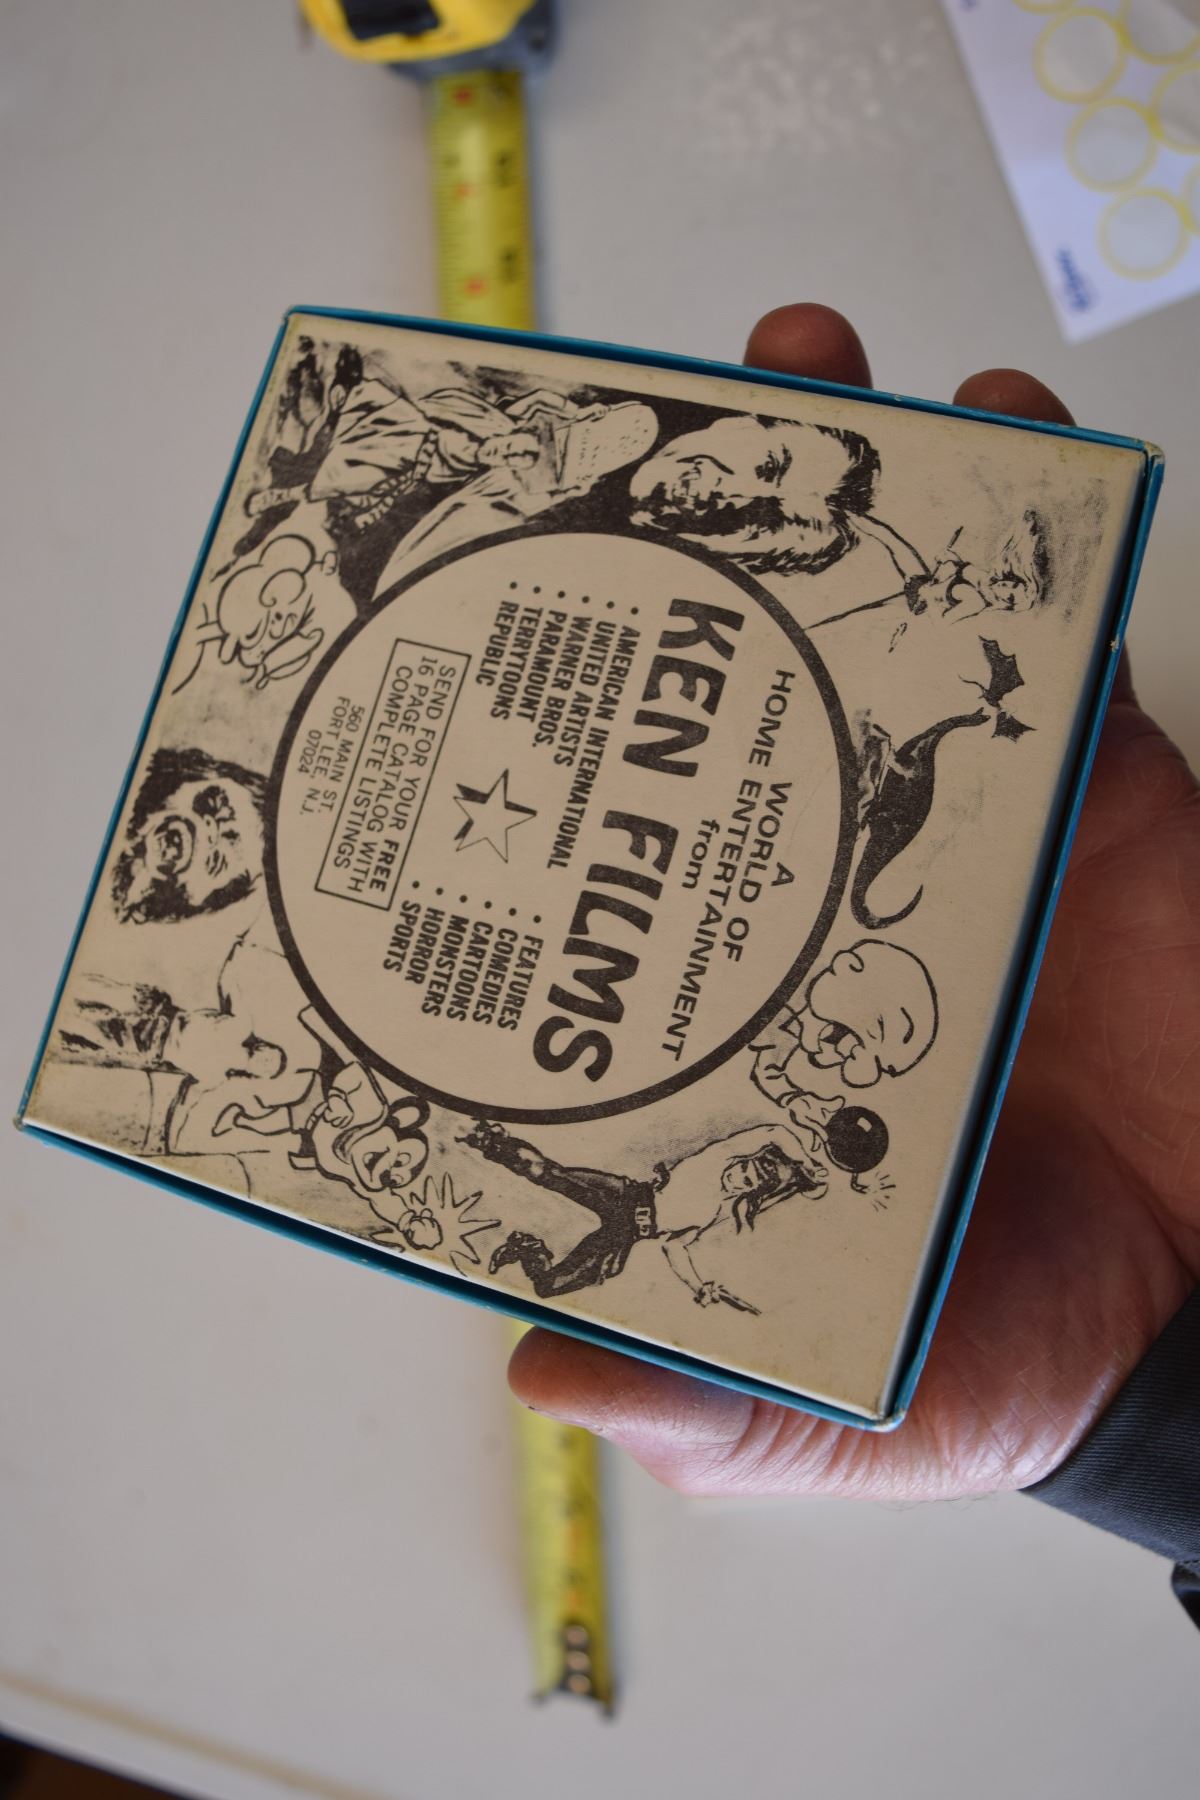 A
WORLD OF
HOME ENTERTAINMENT
from
KEN FILMS
• AMERICAN INTERNATIONAL
• UNITED ARTISTS
• WARNER BROS.
• PARAMOUNT
• TERRYTOONS
• REPUBLIC
• FEATURES
• COMEDIES
• CARTOONS
• MONSTERS
• HORROR
• SPORTS
SEND FOR YOUR FREE
16 PAGE CATALOG WITH
COMPLETE LISTINGS
560 MAIN ST.
FORT LEE, N.J.
07024